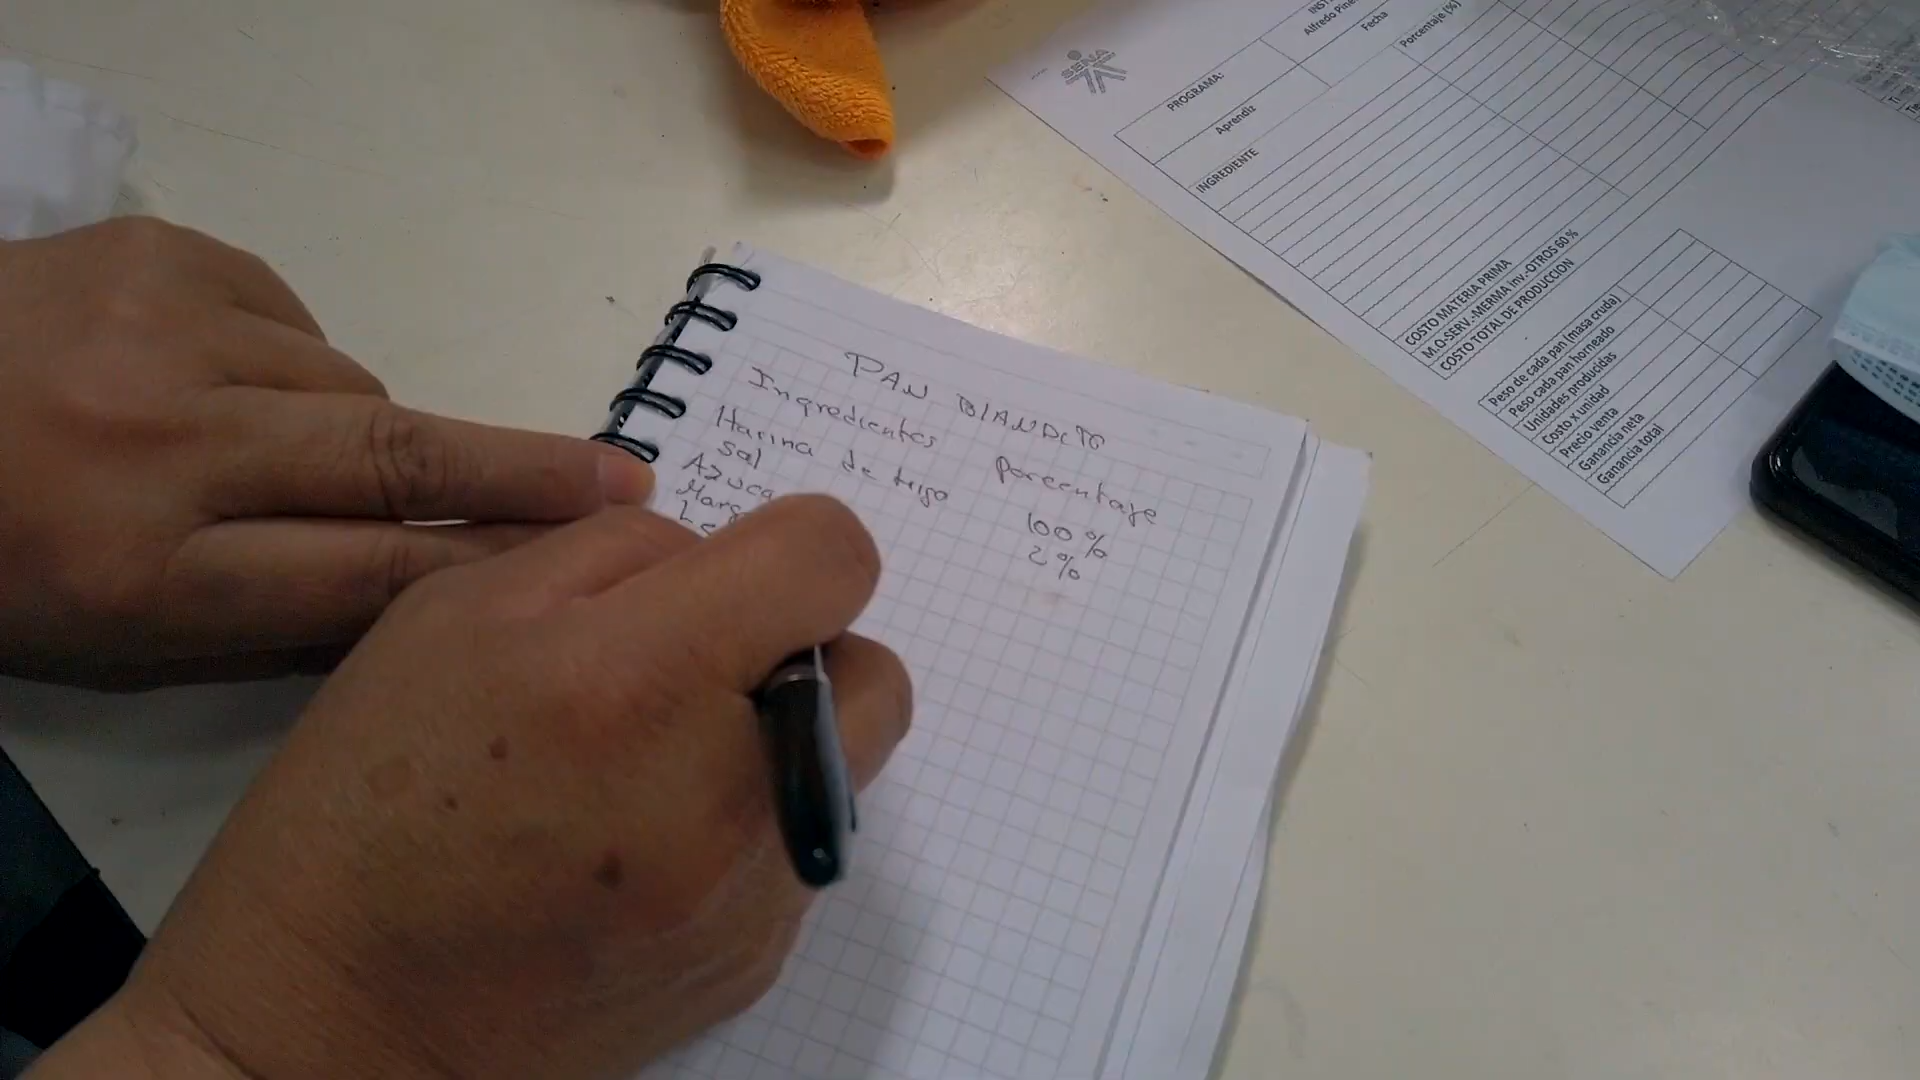 PAN BLANDITO
Ingredientes porcentaje
Harina de trigo 100 %
Sal 2 %
SENA
PROGRAMA:
Aprendiz
Fecha
Porcentaje (%)
INGREDIENTE
COSTO MATERIA PRIMA
M.O-SERV.-MERMA Inv.-OTROS 60 %
COSTO TOTAL DE PRODUCCION
Peso de cada pan (masa cruda)
Peso cada pan horneado
Unidades producidas
Costo x unidad
Precio venta
Ganancia neta
Ganancia total